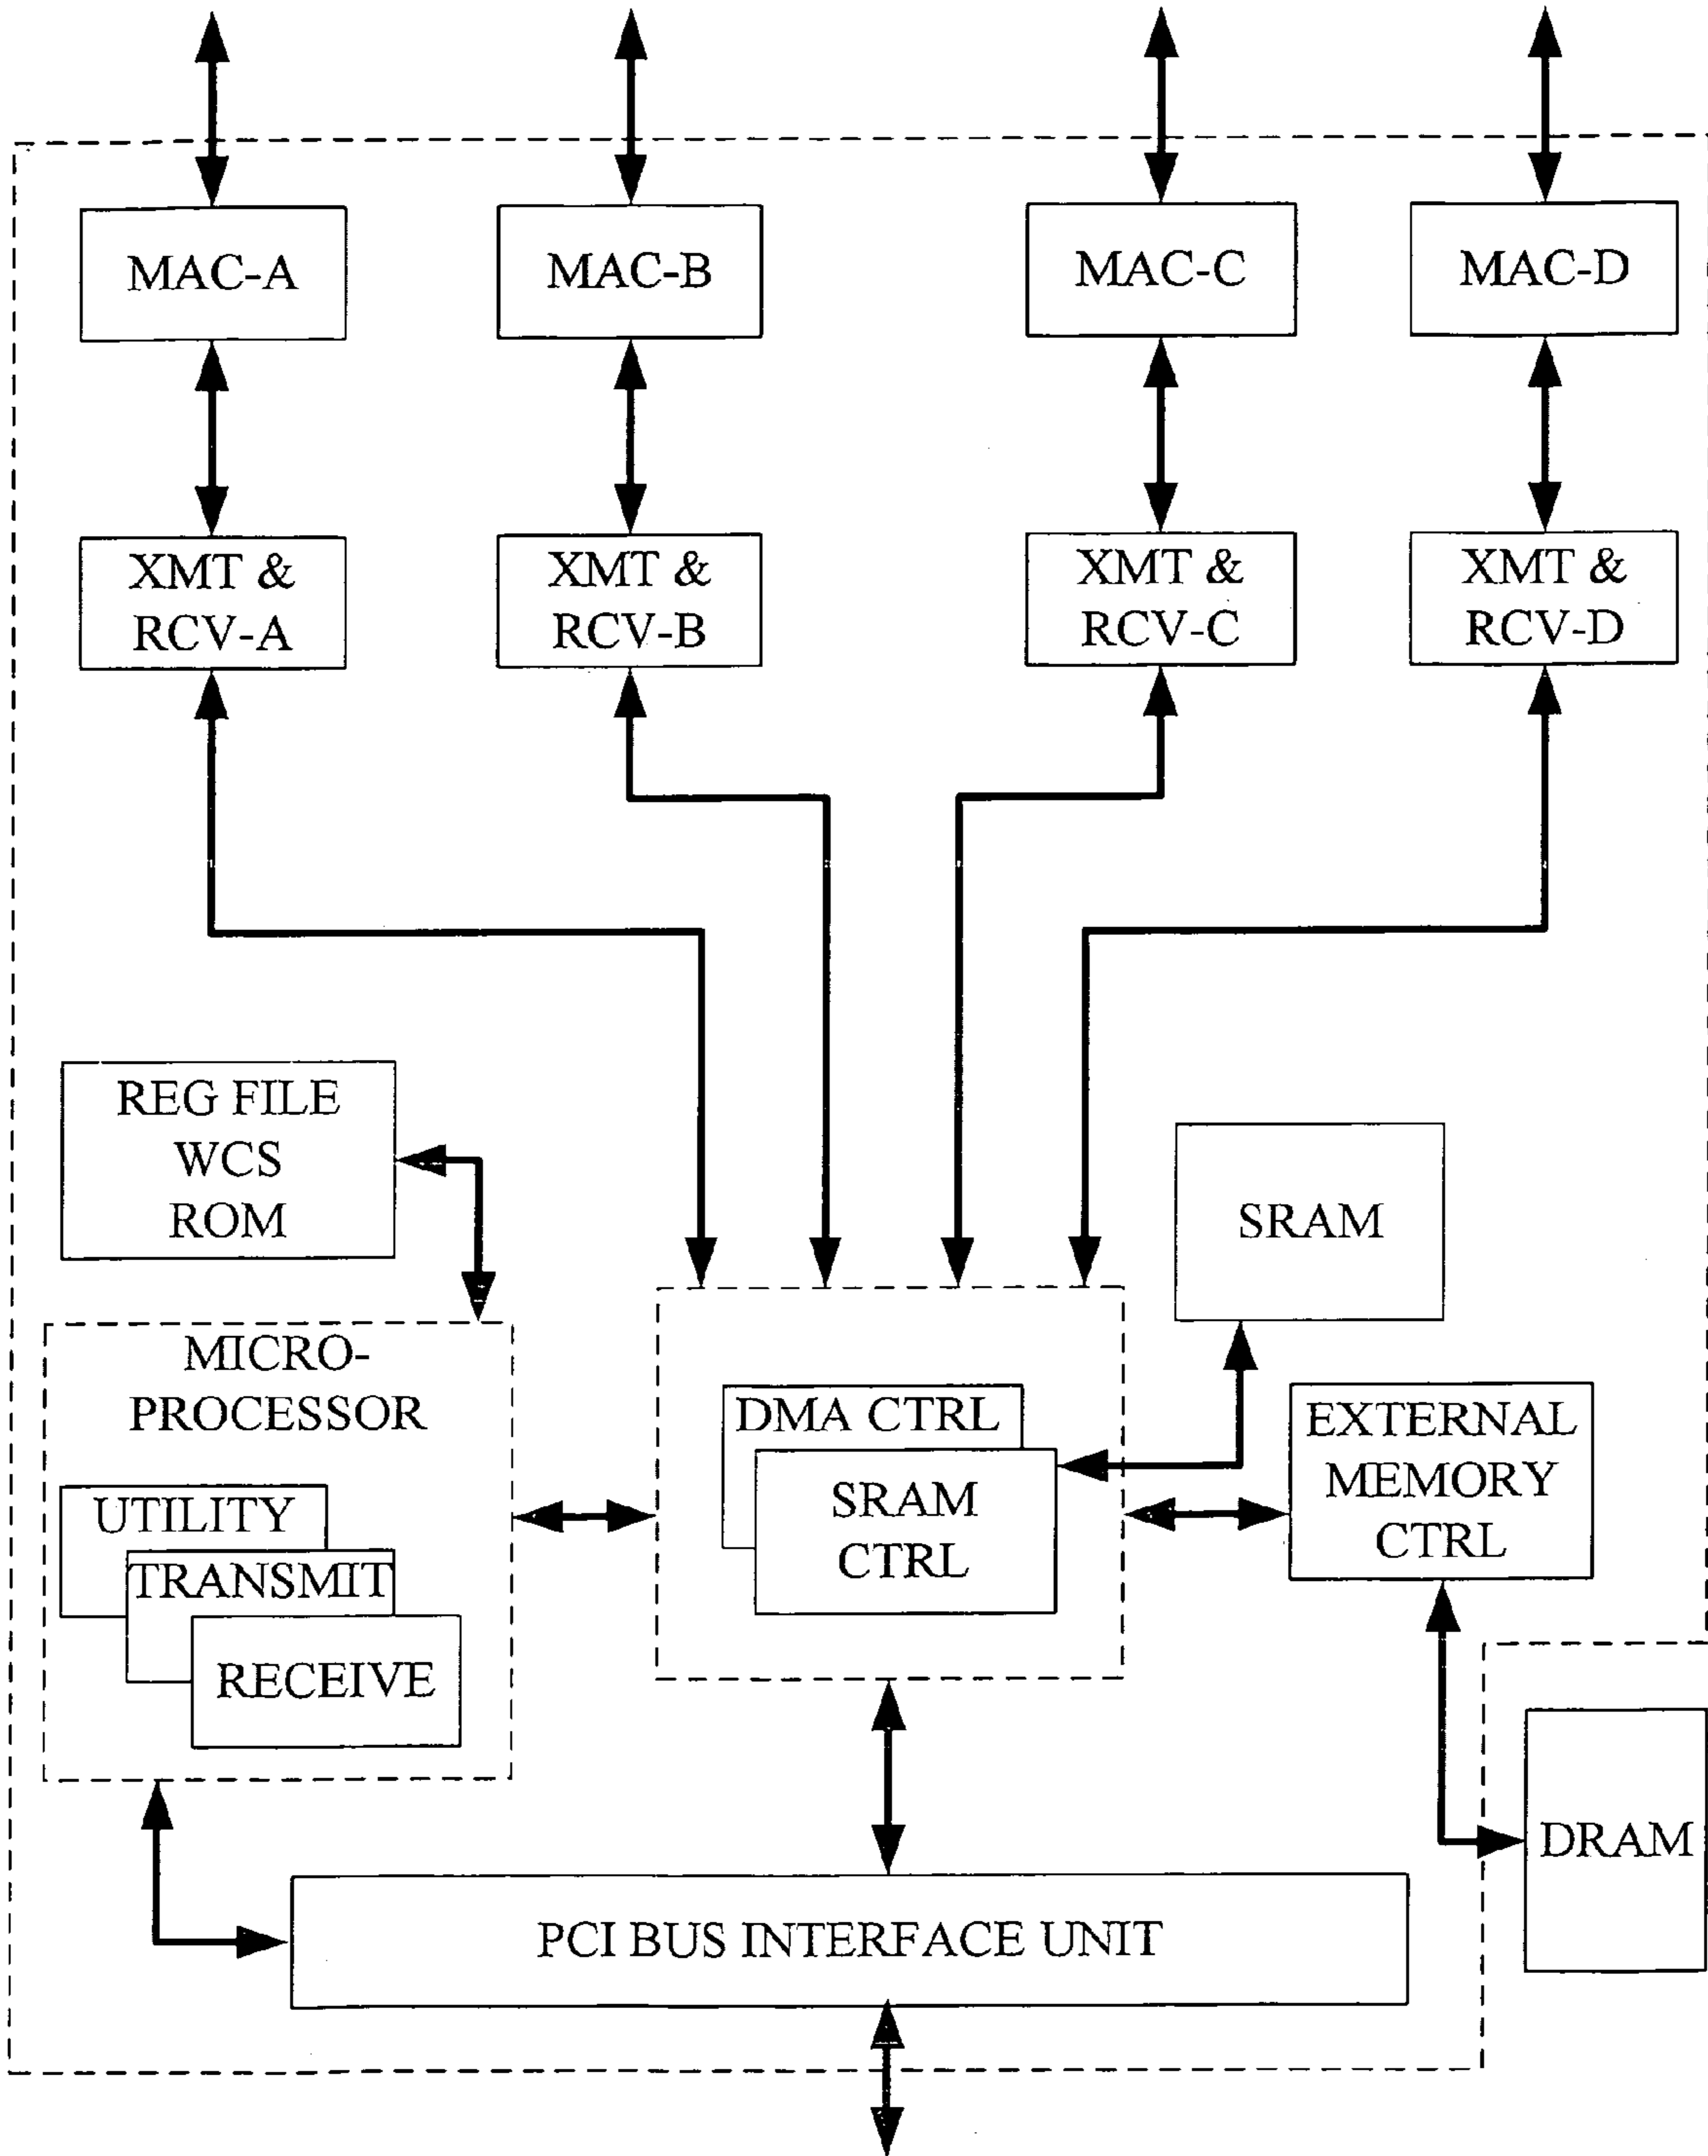 MAC-A
MAC-B
MAC-C
MAC-D
XMT &
RCV-A
XMT &
RCV-B
XMT &
RCV-C
XMT &
RCV-D
REG FILE
WCS
ROM
SRAM
MICRO-
PROCESSOR
UTILITY
TRANSMIT
RECEIVE
DMA CTRL
SRAM
CTRL
EXTERNAL
MEMORY
CTRL
DRAM
PCI BUS INTERFACE UNIT